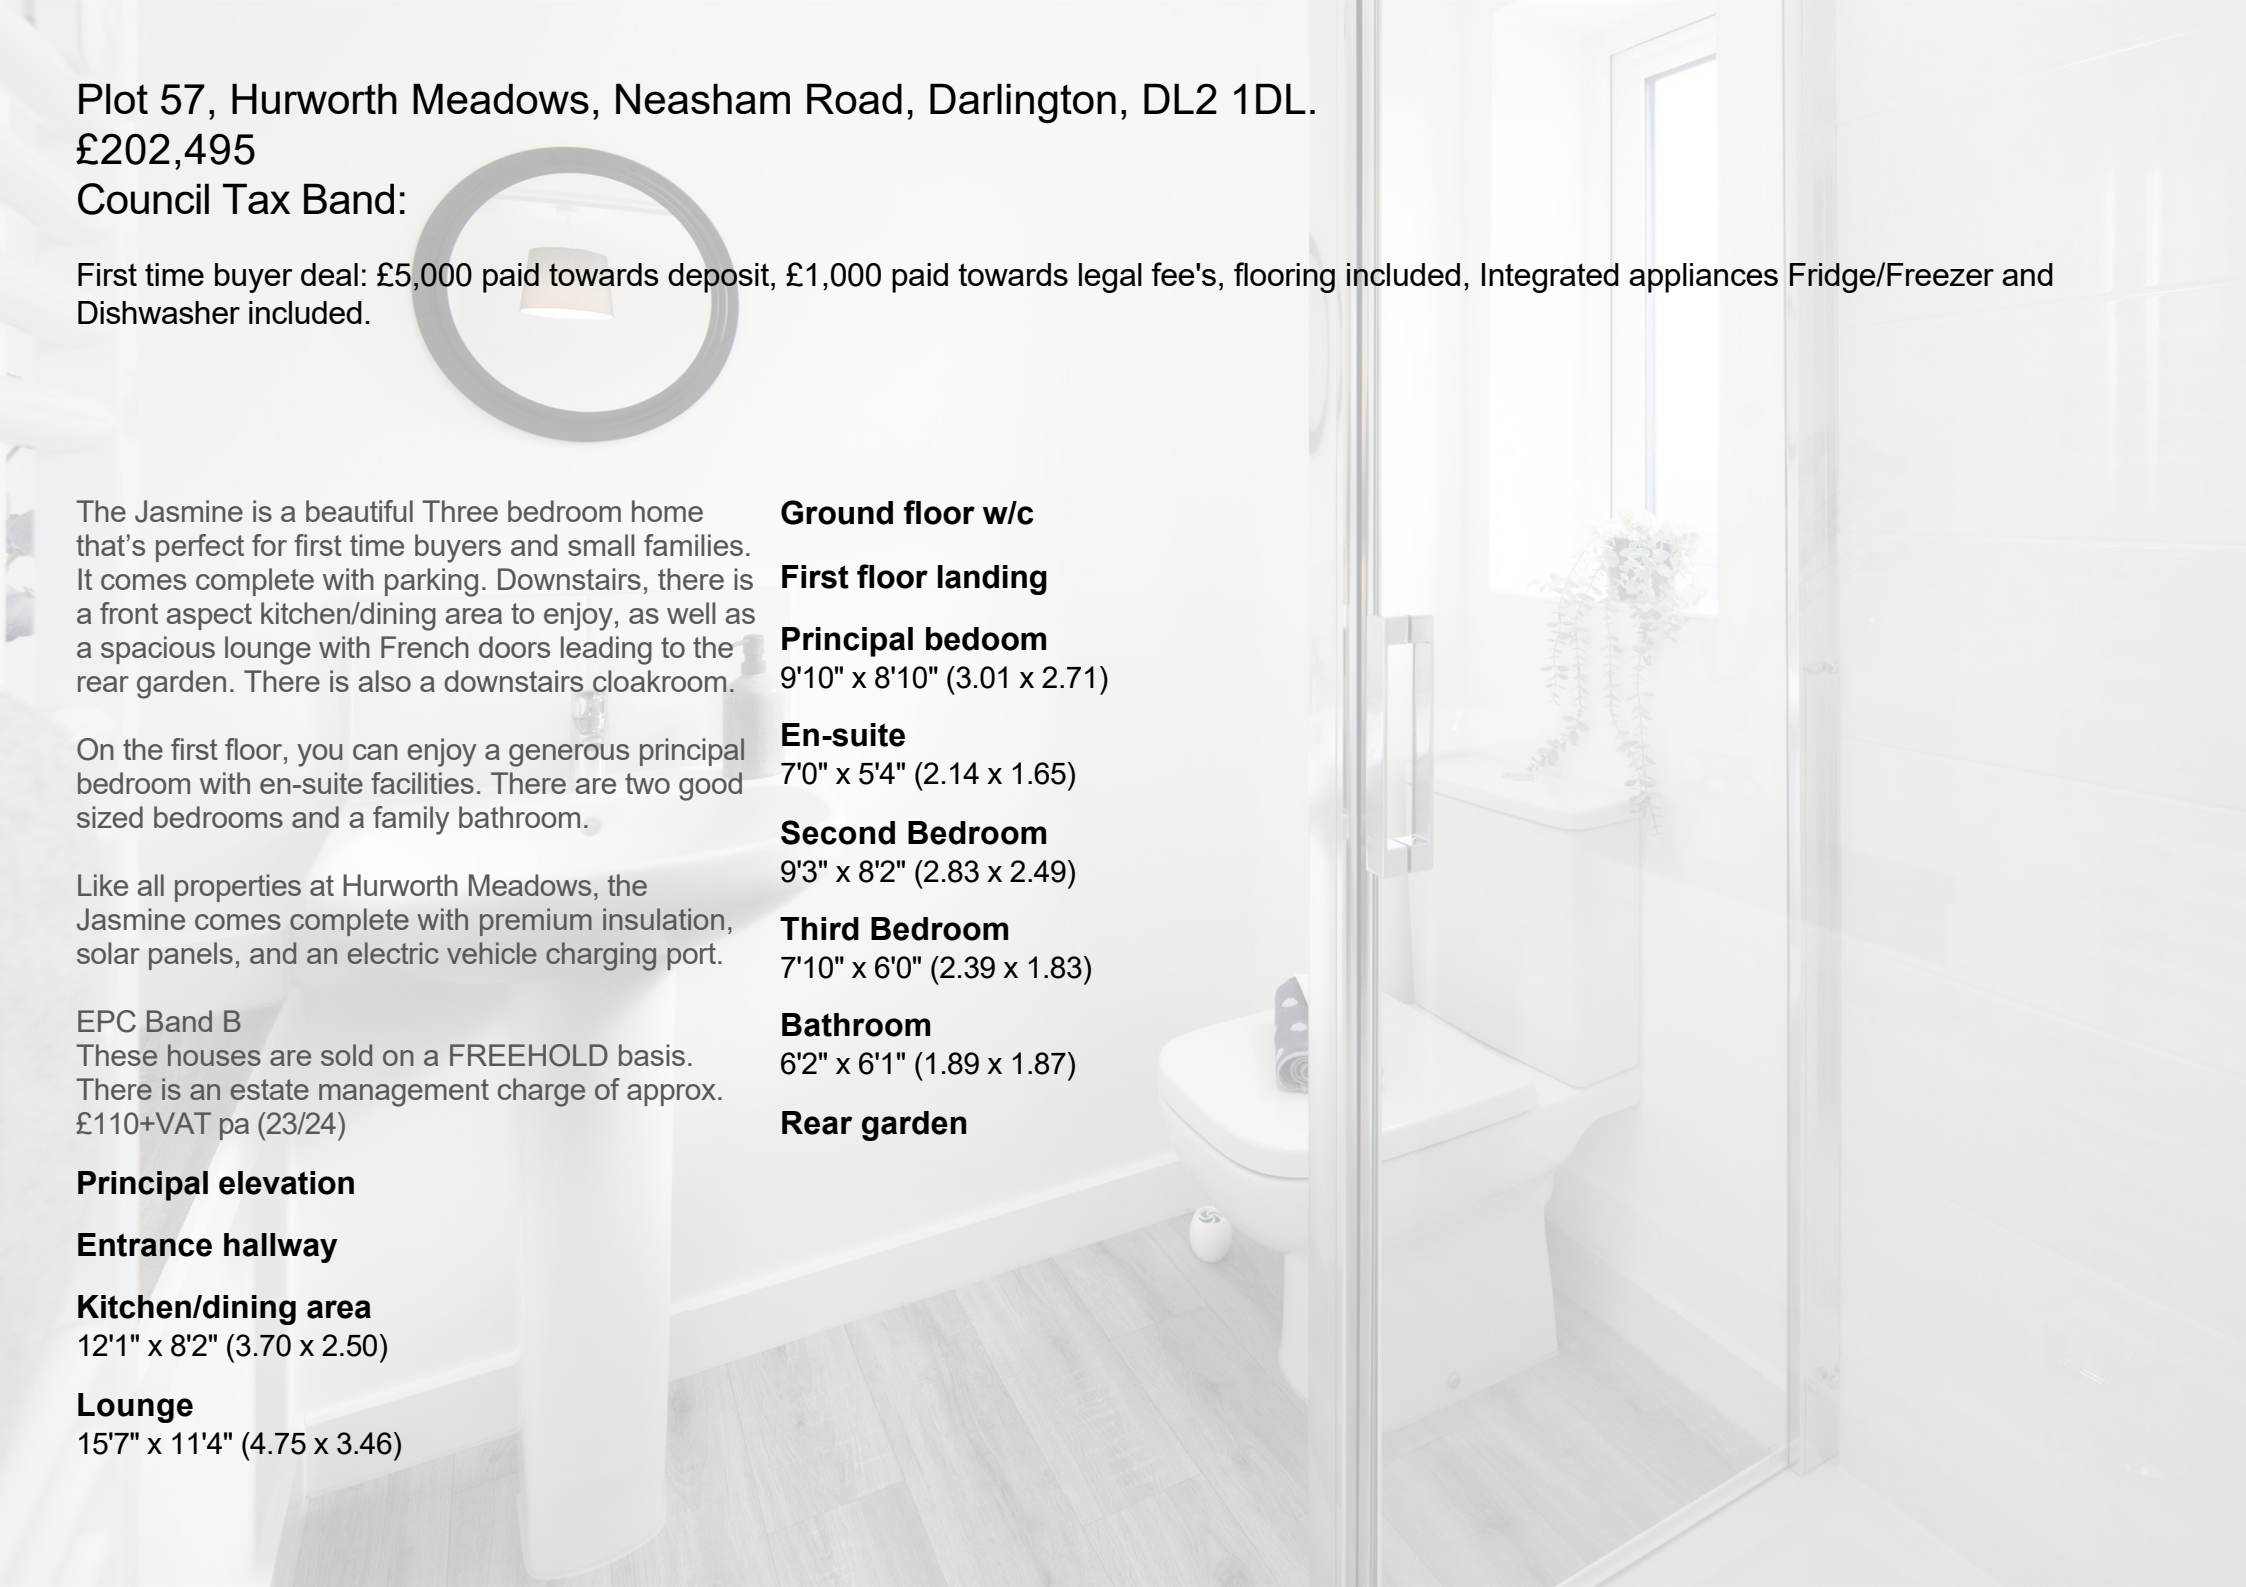 Plot 57, Hurworth Meadows, Neasham Road, Darlington, DL2 1DL.
£202,495
Council Tax Band:
First time buyer deal: £5,000 paid towards deposit, £1,000 paid towards legal fee's, flooring included, Integrated appliances Fridge/Freezer and
Dishwasher included.
The Jasmine is a beautiful Three bedroom home
that’s perfect for first time buyers and small families.
It comes complete with parking. Downstairs, there is
a front aspect kitchen/dining area to enjoy, as well as
a spacious lounge with French doors leading to the
rear garden. There is also a downstairs cloakroom.
On the first floor, you can enjoy a generous principal
bedroom with en-suite facilities. There are two good
sized bedrooms and a family bathroom.
Like all properties at Hurworth Meadows, the
Jasmine comes complete with premium insulation,
solar panels, and an electric vehicle charging port.
EPC Band B
These houses are sold on a FREEHOLD basis.
There is an estate management charge of approx.
£110+VAT pa (23/24)
Principal elevation
Entrance hallway
Kitchen/dining area
12'1" x 8'2" (3.70 x 2.50)
Lounge
15'7" x 11'4" (4.75 x 3.46)
Ground floor w/c
First floor landing
Principal bedoom
9'10" x 8'10" (3.01 x 2.71)
En-suite
7'0" x 5'4" (2.14 x 1.65)
Second Bedroom
9'3" x 8'2" (2.83 x 2.49)
Third Bedroom
7'10" x 6'0" (2.39 x 1.83)
Bathroom
6'2" x 6'1" (1.89 x 1.87)
Rear garden